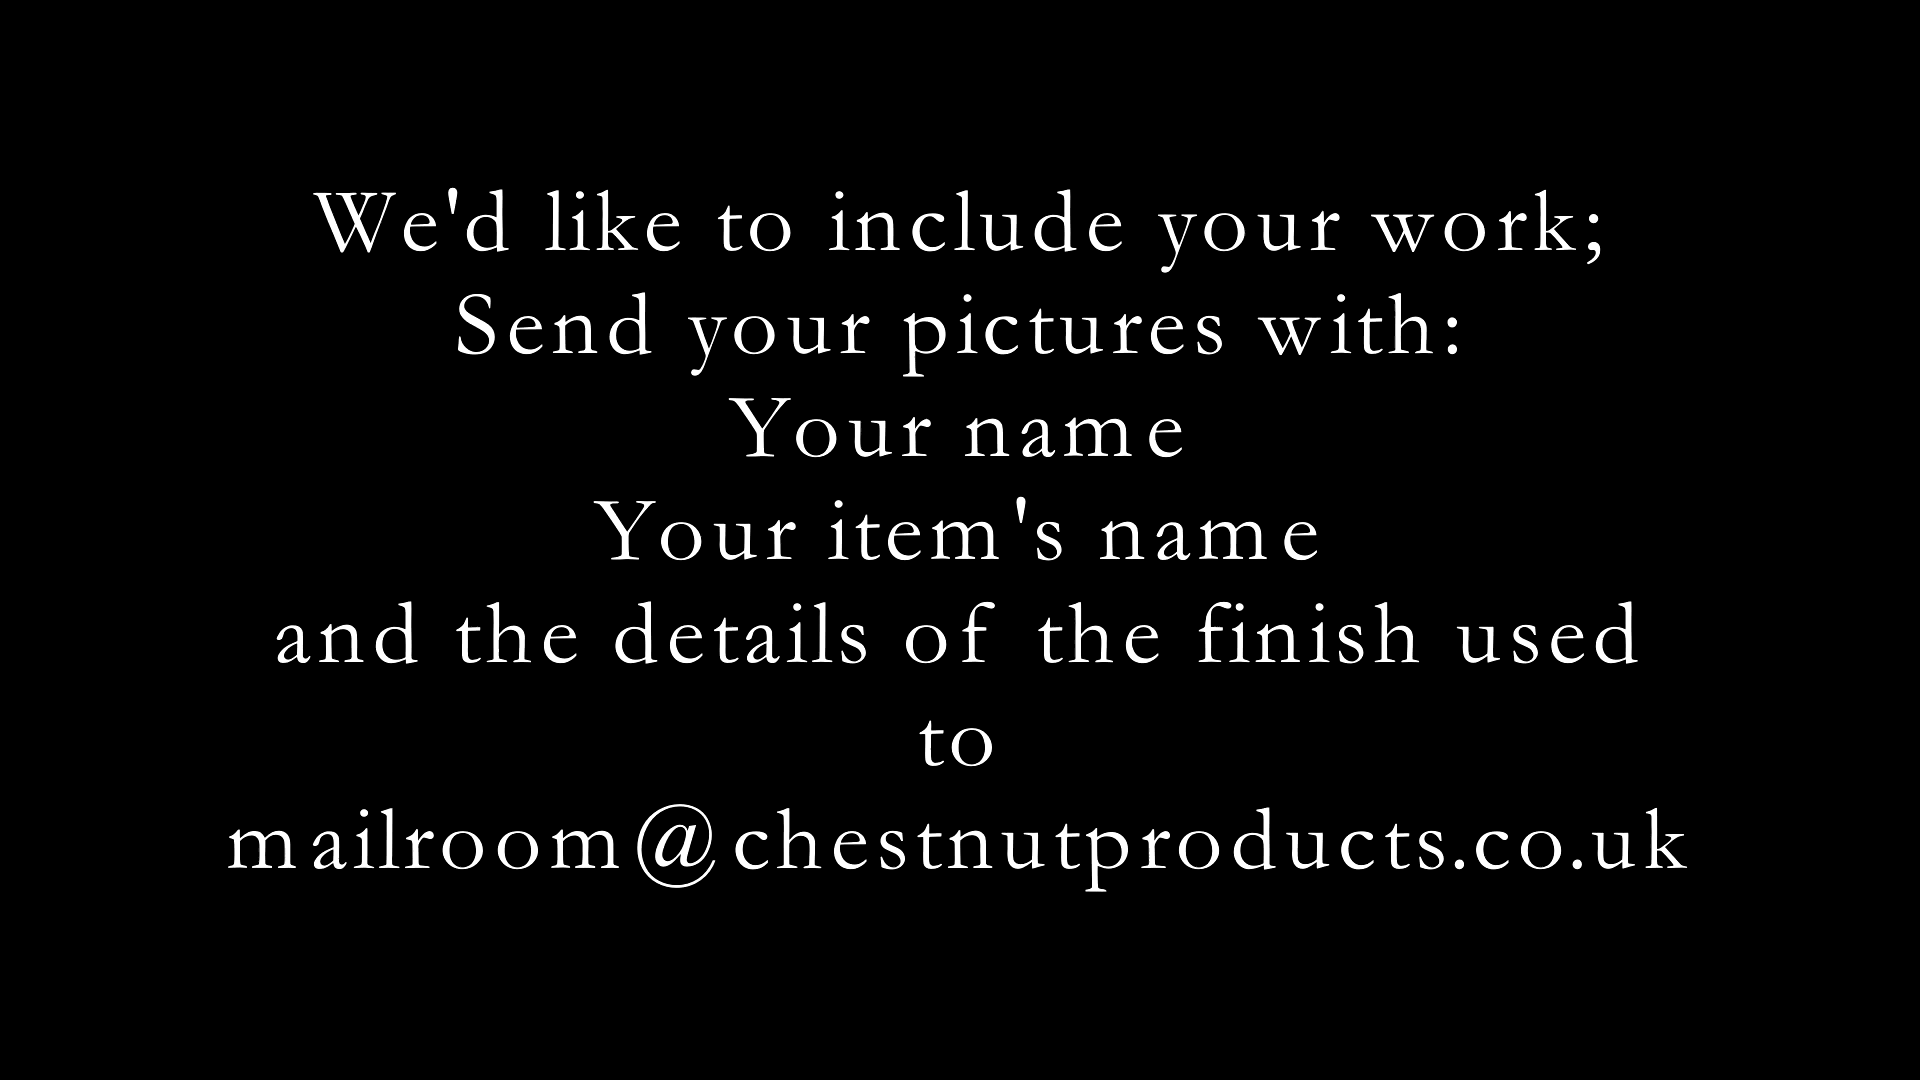 We'd like to include your work;
Send your pictures with:
Your name
Your item's name
and the details of the finish used
to
mailroom@chestnutproducts.co.uk